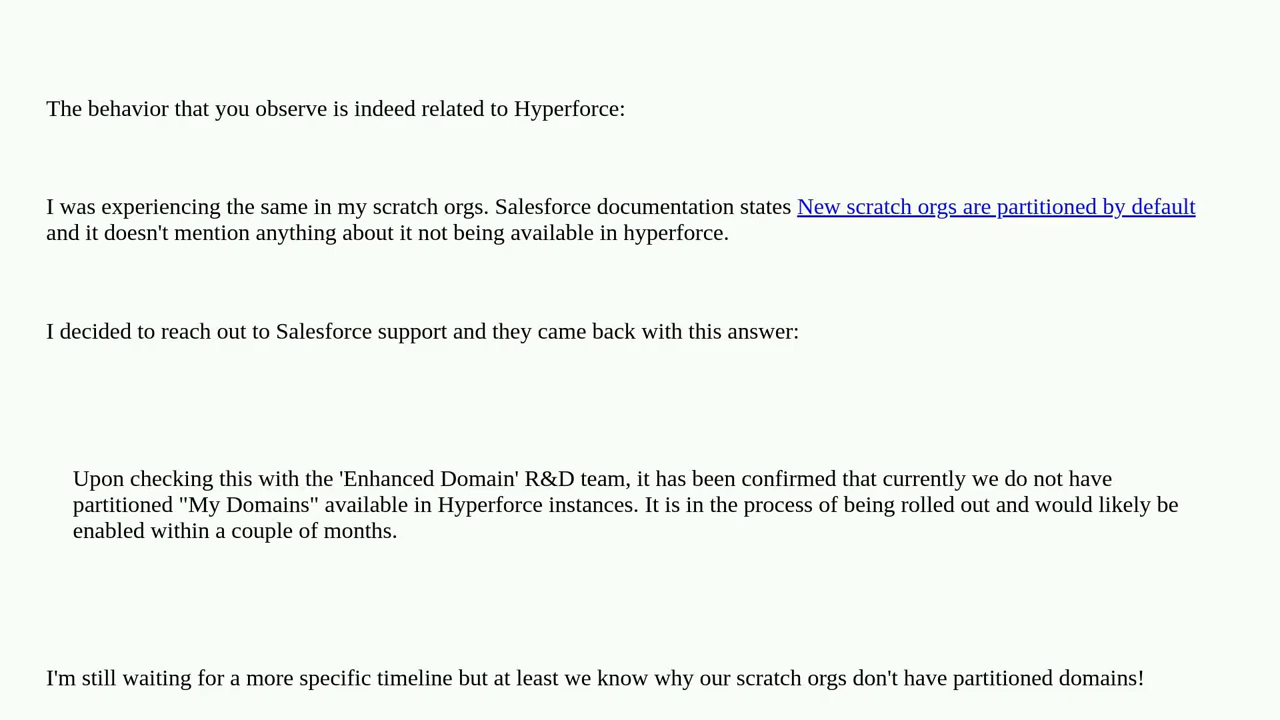 The behavior that you observe is indeed related to Hyperforce:
I was experiencing the same in my scratch orgs. Salesforce documentation states New scratch orgs are partitioned by default
and it doesn't mention anything about it not being available in hyperforce.
I decided to reach out to Salesforce support and they came back with this answer:
Upon checking this with the 'Enhanced Domain' R&D team, it has been confirmed that currently we do not have
partitioned "My Domains" available in Hyperforce instances. It is in the process of being rolled out and would likely be
enabled within a couple of months.
I'm still waiting for a more specific timeline but at least we know why our scratch orgs don't have partitioned domains!